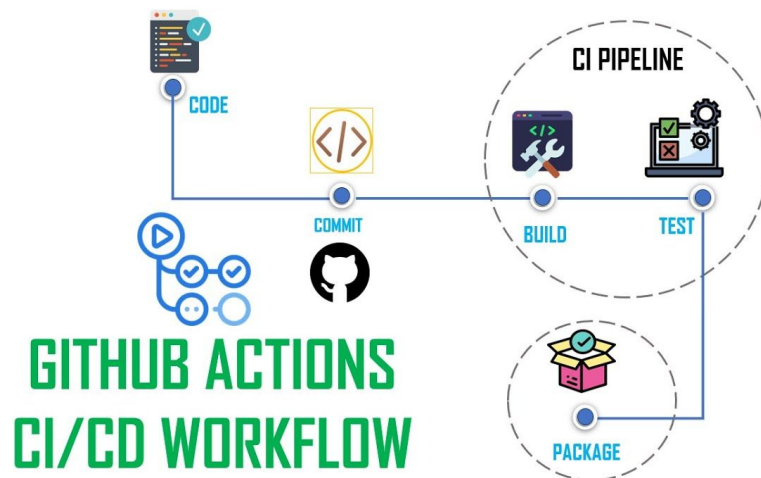 CODE
CI PIPELINE
</>
</>
COMMIT
BUILD
TEST
GITHUB ACTIONS
CI/CD WORKFLOW
PACKAGE